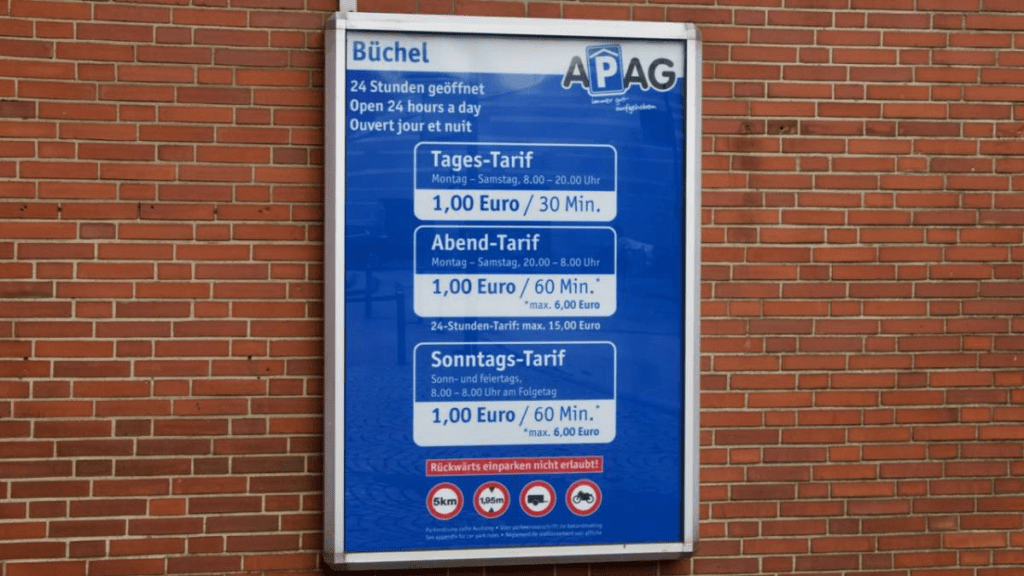 Büchel
APAG
immer gut
aufgehoben
24 Stunden geöffnet
Open 24 hours a day
Ouvert jour et nuit
Tages-Tarif
Montag – Samstag, 8.00 – 20.00 Uhr
1,00 Euro / 30 Min.
Abend-Tarif
Montag – Samstag, 20.00 – 8.00 Uhr
1,00 Euro / 60 Min.*
*max. 6,00 Euro
24-Stunden-Tarif: max. 15,00 Euro
Sonntags-Tarif
Sonn- und feiertags,
8.00 – 8.00 Uhr am Folgetag
1,00 Euro / 60 Min.*
*max. 6,00 Euro
Rückwärts einparken nicht erlaubt!
5km
1,95m